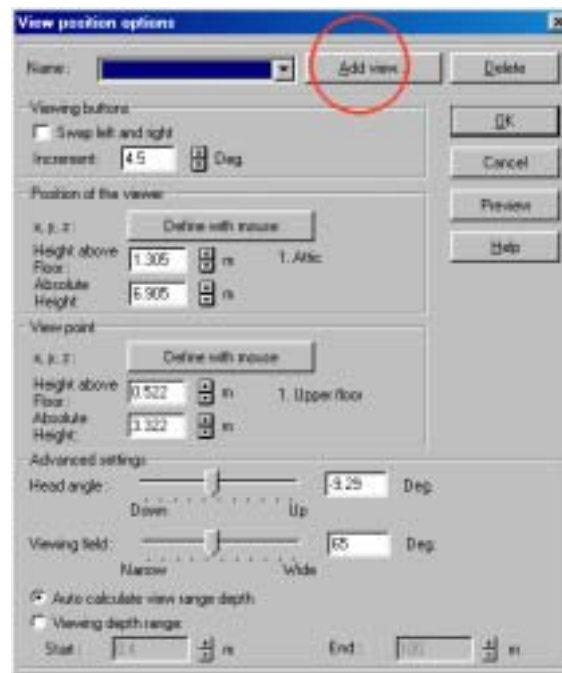 View position options
Name: Add view... Delete
Viewing buttons
Swap left and right
Increment: 4.5 Deg.
OK
Cancel
Preview
Help
Position of the viewer
x, y, z: Define with mouse
Height above Floor: 1.305 m 1. Attic
Absolute Height: 6.905 m
View point
x, y, z: Define with mouse
Height above Floor: 0.522 m 1. Upper floor
Absolute Height: 3.322 m
Advanced settings
Head angle: -9.29 Deg.
Down Up
Viewing field: 65 Deg.
Narrow Wide
Auto calculate view range depth
Viewing depth range:
Start: 0.4 m End: 100 m